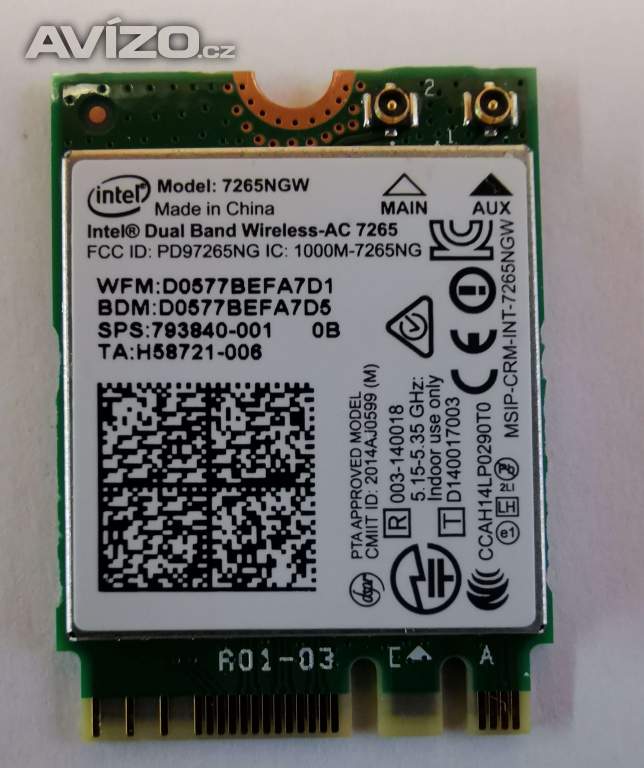 AVÍZO.cz
2
1
intel
Model: 7265NGW
Made in China
MAIN
AUX
Intel® Dual Band Wireless-AC 7265
FCC ID: PD97265NG IC: 1000M-7265NG
WFM:D0577BEFA7D1
BDM:D0577BEFA7D5
SPS:793840-001 0B
TA:H58721-006
PTA APPROVED MODEL
CMIIT ID: 2014AJ0599 (M)
R 003-140018
5.15-5.35 GHz:
Indoor use only
T D140017003
CE
CCAH14LP0290T0
MSIP-CRM-INT-7265NGW
e1
R01-03
E
A